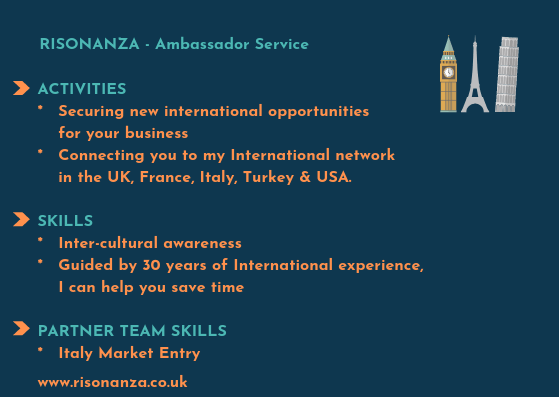 RISONANZA - Ambassador Service
ACTIVITIES
* Securing new international opportunities
for your business
* Connecting you to my International network
in the UK, France, Italy, Turkey & USA.
SKILLS
* Inter-cultural awareness
* Guided by 30 years of International experience,
I can help you save time
PARTNER TEAM SKILLS
* Italy Market Entry
www.risonanza.co.uk